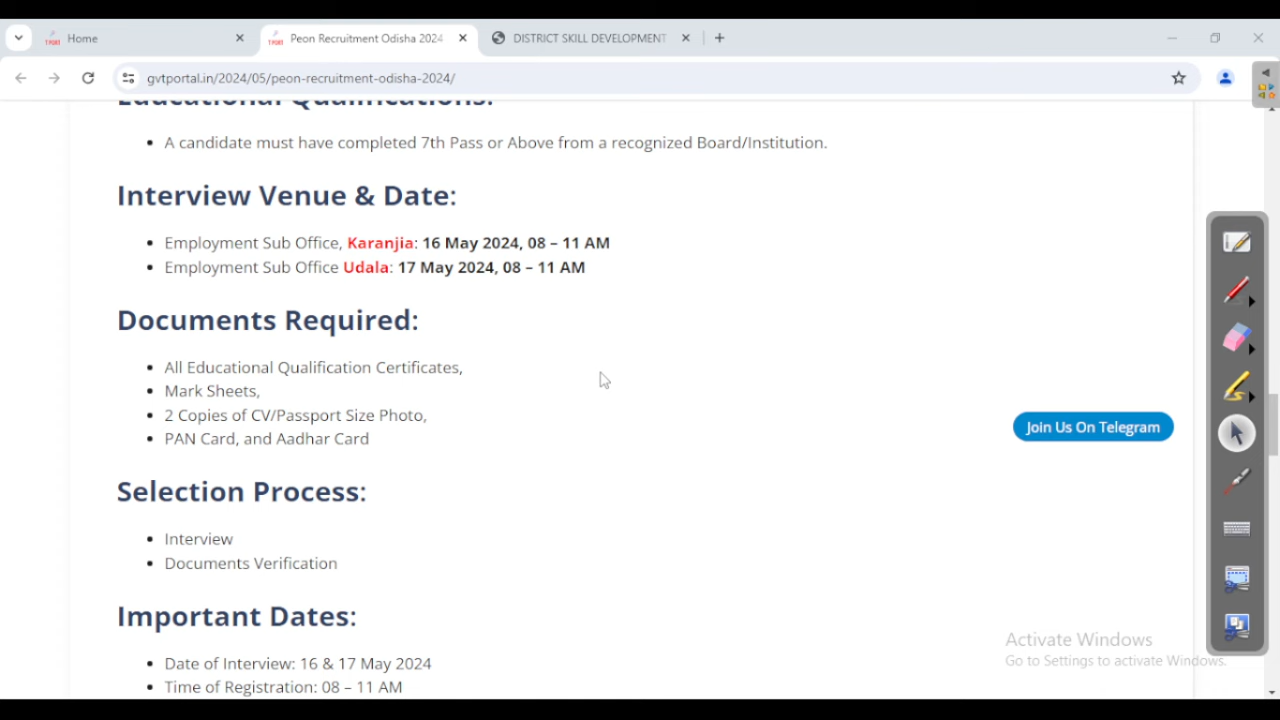 Home
Peon Recruitment Odisha 2024
DISTRICT SKILL DEVELOPMENT
gvtportal.in/2024/05/peon-recruitment-odisha-2024/
Educational Qualifications:
A candidate must have completed 7th Pass or Above from a recognized Board/Institution.
Interview Venue & Date:
Employment Sub Office, Karanjia: 16 May 2024, 08 – 11 AM
Employment Sub Office Udala: 17 May 2024, 08 – 11 AM
Documents Required:
All Educational Qualification Certificates,
Mark Sheets,
2 Copies of CV/Passport Size Photo,
PAN Card, and Aadhar Card
Join Us On Telegram
Selection Process:
Interview
Documents Verification
Important Dates:
Date of Interview: 16 & 17 May 2024
Time of Registration: 08 – 11 AM
Activate Windows
Go to Settings to activate Windows.